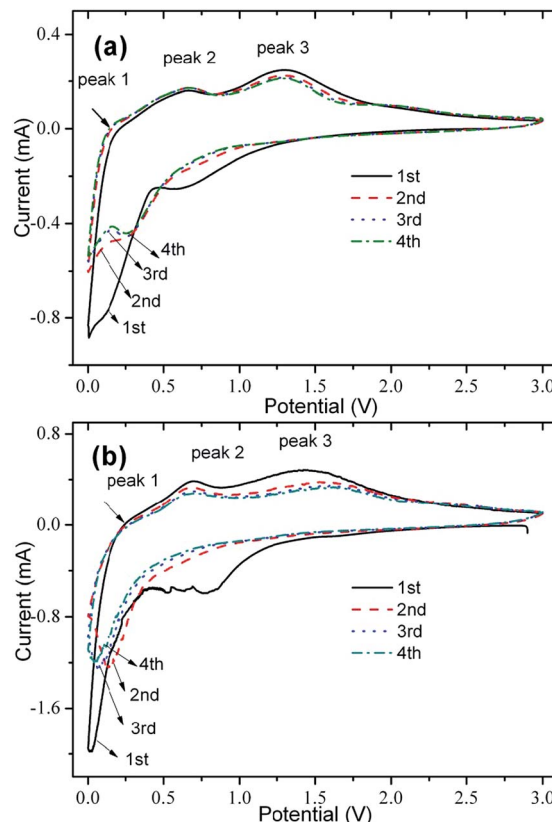 (a)
peak 1
peak 2
peak 3
0.4
0.0
-0.4
-0.8
Current (mA)
1st
2nd
3rd
4th
4th
3rd
2nd
1st
0.0 0.5 1.0 1.5 2.0 2.5 3.0
Potential (V)
(b)
peak 1
peak 2
peak 3
0.8
0.0
-0.8
-1.6
Current (mA)
1st
2nd
3rd
4th
4th
2nd
3rd
1st
0.0 0.5 1.0 1.5 2.0 2.5 3.0
Potential (V)